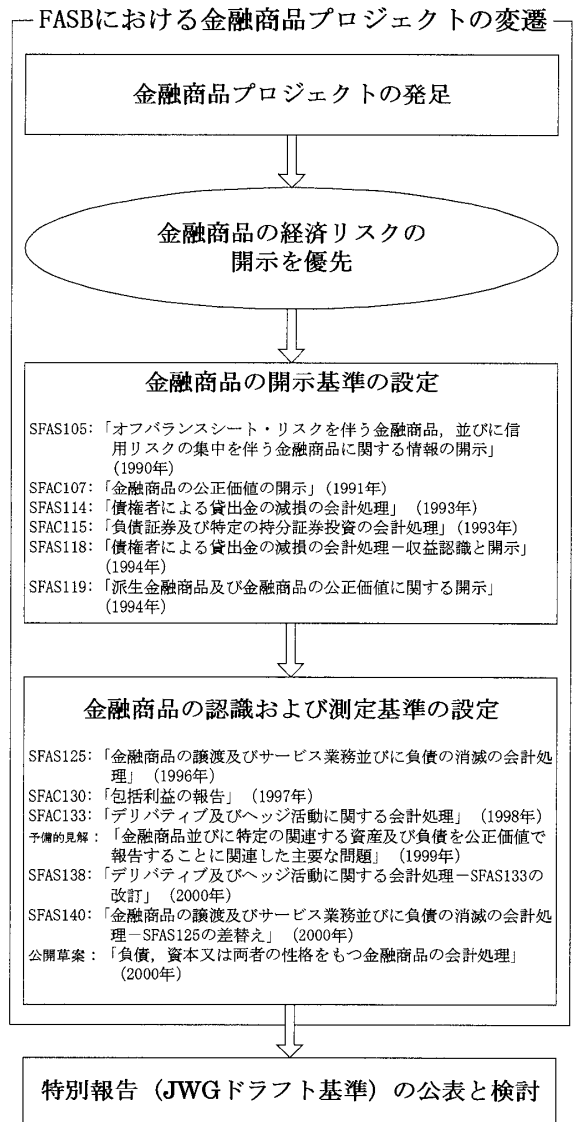 FASBにおける金融商品プロジェクトの変遷
金融商品プロジェクトの発足
金融商品の経済リスクの
開示を優先
金融商品の開示基準の設定
SFAS105：「オフバランスシート・リスクを伴う金融商品，並びに信
用リスクの集中を伴う金融商品に関する情報の開示」
（1990年）
SFAC107：「金融商品の公正価値の開示」（1991年）
SFAS114：「債権者による貸出金の減損の会計処理」（1993年）
SFAC115：「負債証券及び特定の持分証券投資の会計処理」（1993年）
SFAS118：「債権者による貸出金の減損の会計処理－収益認識と開示」
（1994年）
SFAS119：「派生金融商品及び金融商品の公正価値に関する開示」
（1994年）
金融商品の認識および測定基準の設定
SFAS125：「金融商品の譲渡及びサービス業務並びに負債の消滅の会計処
理」（1996年）
SFAC130：「包括利益の報告」（1997年）
SFAC133：「デリバティブ及びヘッジ活動に関する会計処理」（1998年）
予備的見解：「金融商品並びに特定の関連する資産及び負債を公正価値で
報告することに関連した主要な問題」（1999年）
SFAS138：「デリバティブ及びヘッジ活動に関する会計処理－SFAS133の
改訂」（2000年）
SFAS140：「金融商品の譲渡及びサービス業務並びに負債の消滅の会計処
理－SFAS125の差替え」（2000年）
公開草案：「負債，資本又は両者の性格をもつ金融商品の会計処理」
（2000年）
特別報告（JWGドラフト基準）の公表と検討